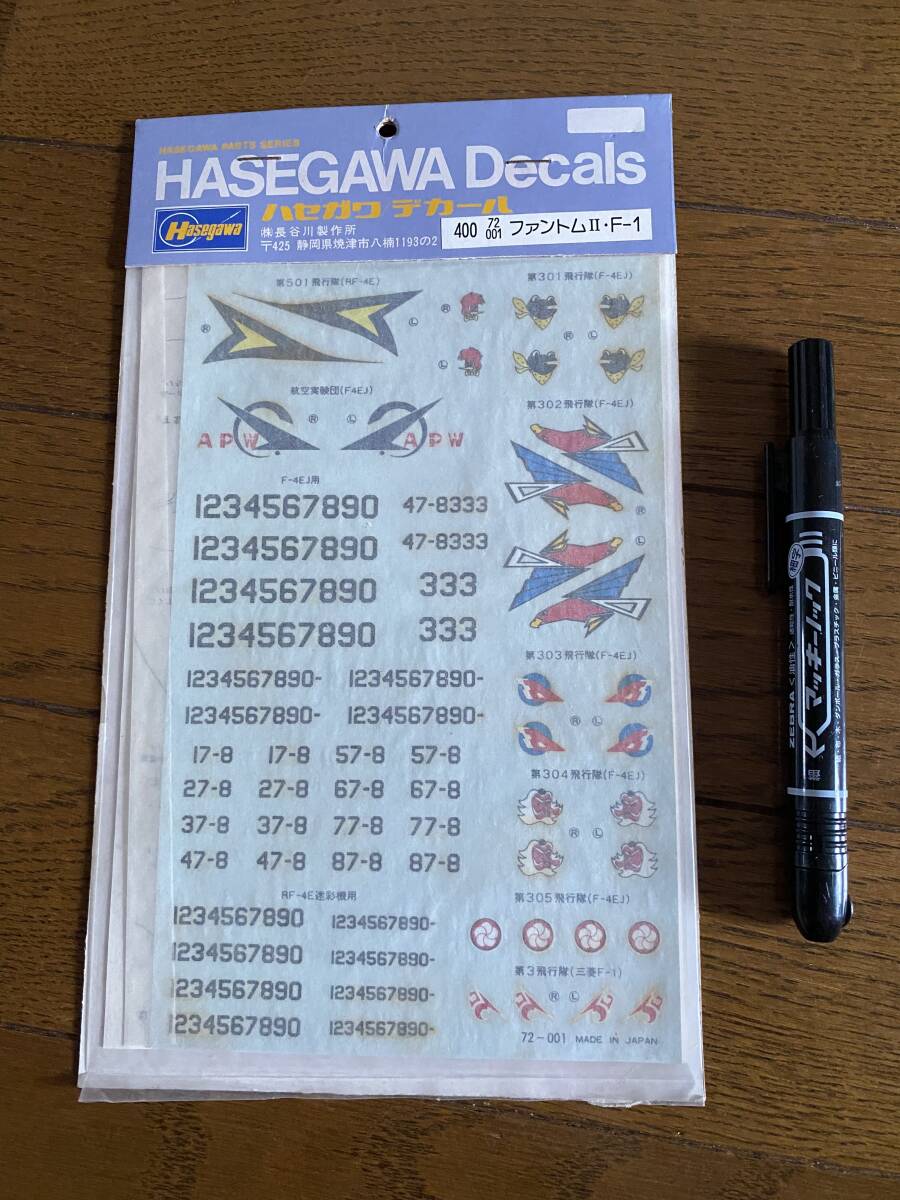 HASEGAWA PARTS SERIES
HASEGAWA Decals
ハセガワ デカール
Hasegawa
㈱長谷川製作所
〒425 静岡県焼津市八楠1193の2
400 72 001 ファントムⅡ・F-1
第501飛行隊(RF-4E)
Ⓡ
Ⓛ
Ⓡ
Ⓛ
航空実験団(F4EJ)
APW
Ⓡ Ⓛ
APW
F-4EJ用
1234567890 47-8333
1234567890 47-8333
1234567890 333
1234567890 333
1234567890- 1234567890-
1234567890- 1234567890-
17-8 17-8 57-8 57-8
27-8 27-8 67-8 67-8
37-8 37-8 77-8 77-8
47-8 47-8 87-8 87-8
RF-4E迷彩機用
1234567890 1234567890-
1234567890 1234567890-
1234567890 1234567890-
1234567890 1234567890-
第301飛行隊(F-4EJ)
Ⓡ Ⓛ
第302飛行隊(F-4EJ)
Ⓡ
Ⓛ
第303飛行隊(F-4EJ)
Ⓡ Ⓛ
第304飛行隊(F-4EJ)
Ⓡ Ⓛ
第305飛行隊(F-4EJ)
第3飛行隊(三菱F-1)
Ⓡ Ⓛ
72-001 MADE IN JAPAN
ZEBRA <油性>
細字
マッキーノック